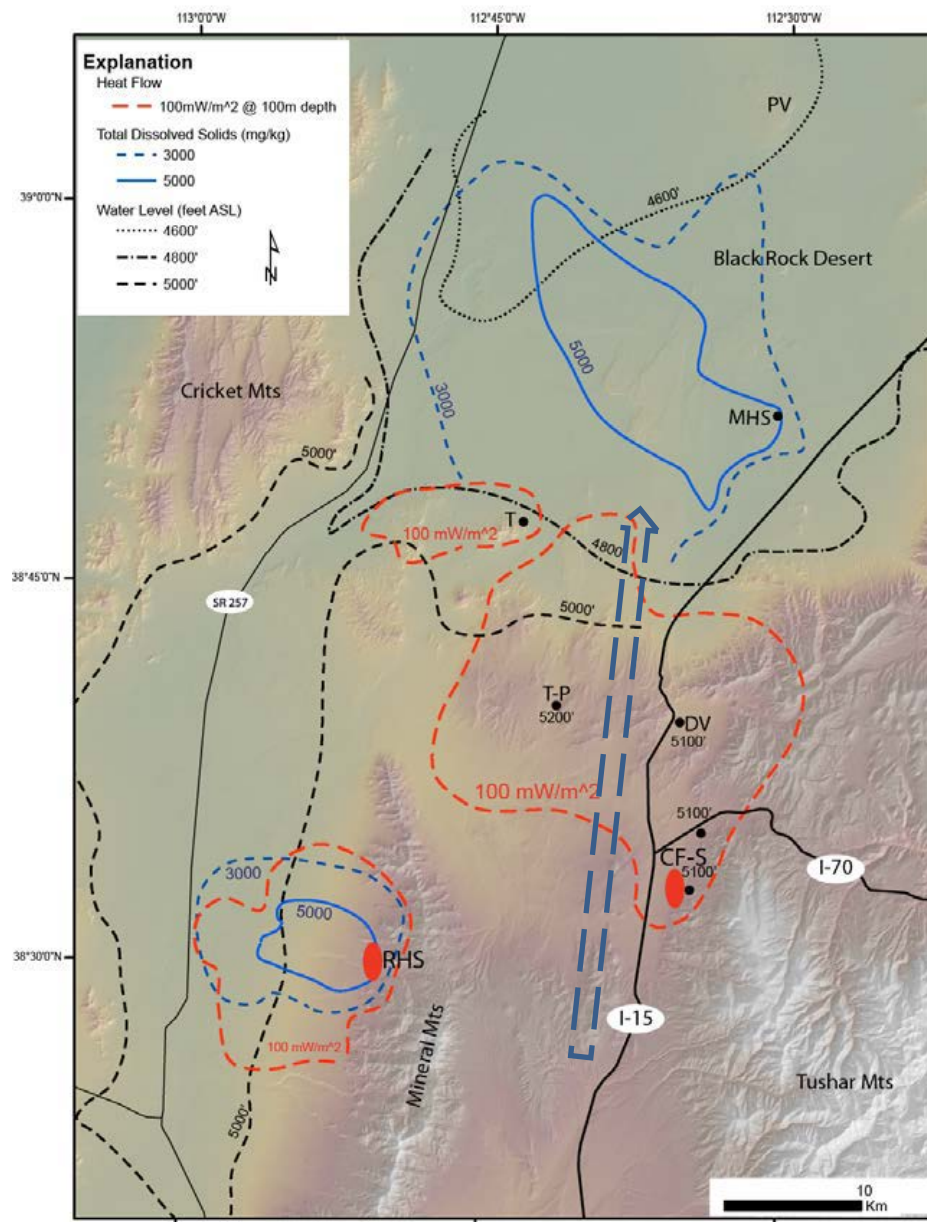 113°0'0"W
112°45'0"W
112°30'0"W
Explanation
Heat Flow
100mW/m^2 @ 100m depth
Total Dissolved Solids (mg/kg)
3000
5000
Water Level (feet ASL)
4600'
4800'
5000'
N
PV
39°0'0"N
4600'
Black Rock Desert
5000
3000
Cricket Mts
MHS
5000'
T
100 mW/m^2
4800'
38°45'0"N
SR 257
5000'
T-P
5200'
DV
5100'
100 mW/m^2
5100'
CF-S
5100'
I-70
3000
5000
38°30'0"N
RHS
I-15
100 mW/m^2
Mineral Mts
Tushar Mts
5000'
10
Km